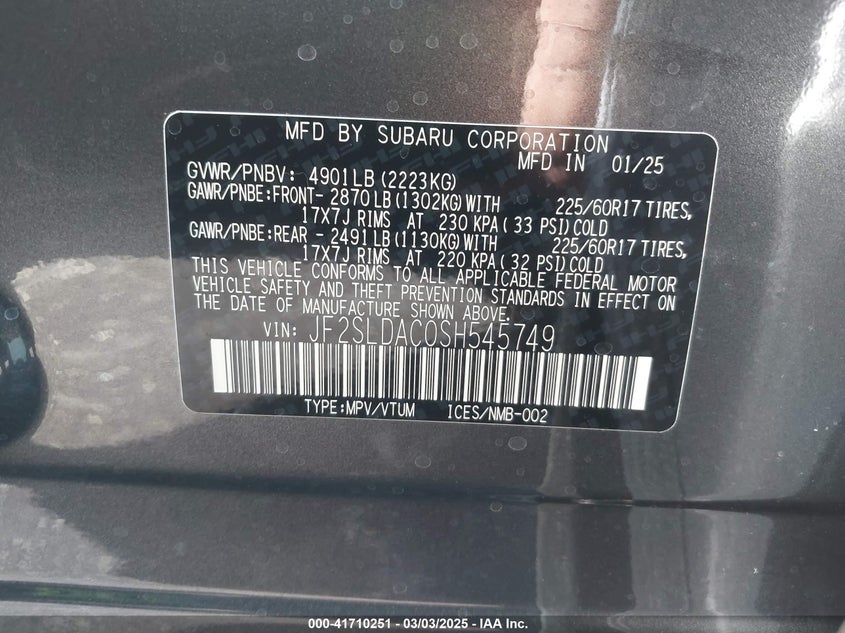 MFD BY SUBARU CORPORATION
MFD IN 01/25
GVWR/PNBV: 4901LB (2223KG)
GAWR/PNBE:FRONT- 2870LB (1302KG)WITH 225/60R17 TIRES,
17X7J RIMS AT 230 KPA( 33 PSI)COLD
GAWR/PNBE:REAR - 2491LB (1130KG)WITH 225/60R17 TIRES,
17X7J RIMS AT 220 KPA( 32 PSI)COLD
THIS VEHICLE CONFORMS TO ALL APPLICABLE FEDERAL MOTOR
VEHICLE SAFETY AND THEFT PREVENTION STANDARDS IN EFFECT ON
THE DATE OF MANUFACTURE SHOWN ABOVE.
VIN: JF2SLDAC0SH545749
TYPE:MPV/VTUM ICES/NMB-002
000-41710251 - 03/03/2025 - IAA Inc.